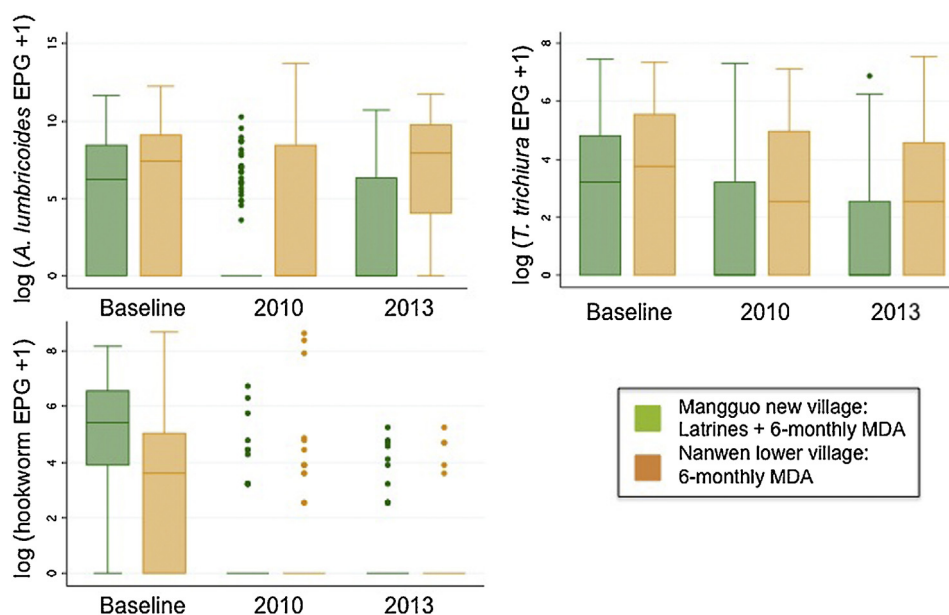 log (A. lumbricoides EPG +1)
15
10
5
0
Baseline 2010 2013
log (T. trichiura EPG +1)
8
6
4
2
0
Baseline 2010 2013
log (hookworm EPG +1)
8
6
4
2
0
Baseline 2010 2013
Mangguo new village:
Latrines + 6-monthly MDA
Nanwen lower village:
6-monthly MDA